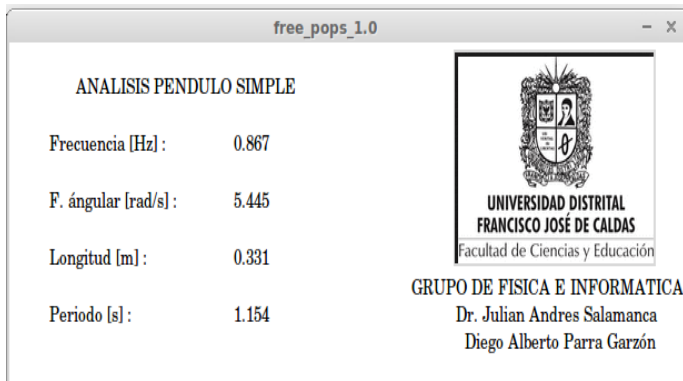 free_pops_1.0
ANALISIS PENDULO SIMPLE
Frecuencia [Hz] : 0.867
F. ángular [rad/s] : 5.445
Longitud [m] : 0.331
Periodo [s] : 1.154
UNIVERSIDAD DISTRITAL
FRANCISCO JOSÉ DE CALDAS
Facultad de Ciencias y Educación
GRUPO DE FISICA E INFORMATICA
Dr. Julian Andres Salamanca
Diego Alberto Parra Garzón